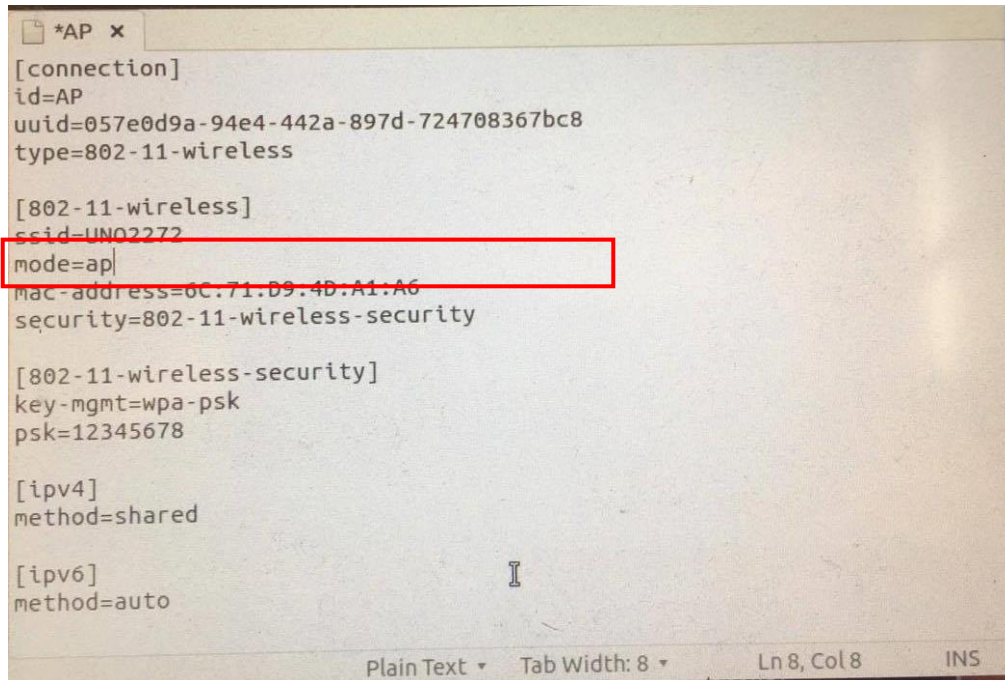 *AP ×
[connection]
id=AP
uuid=057e0d9a-94e4-442a-897d-724708367bc8
type=802-11-wireless
[802-11-wireless]
ssid=UNO2272
mode=ap
mac-address=6C:71:D9:4D:A1:A6
security=802-11-wireless-security
[802-11-wireless-security]
key-mgmt=wpa-psk
psk=12345678
[ipv4]
method=shared
[ipv6]
method=auto
Plain Text ▾ Tab Width: 8 ▾ Ln 8, Col 8 INS